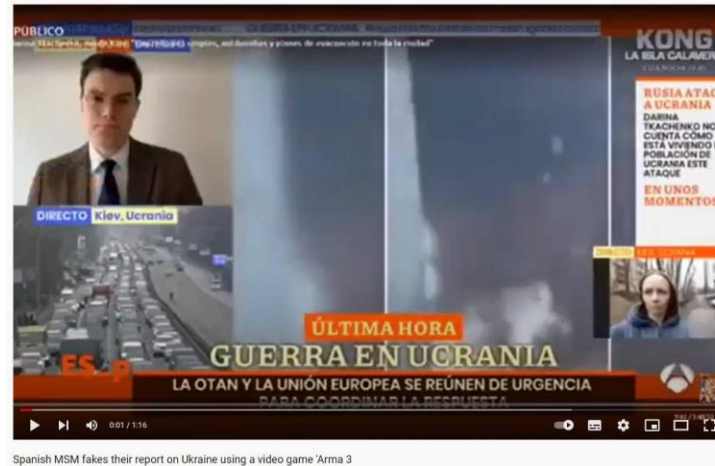 PÚBLICO
KONG
LA ISLA CALAVERA
RUSIA ATAC
A UCRANIA
DARINA
TKACHENKO NO
CUENTA CÓMO
ESTÁ VIVIENDO
POBLACIÓN DE
UCRANIA ESTE
ATAQUE
EN UNOS
MOMENTOS
DIRECTO Kiev, Ucrania
ÚLTIMA HORA
GUERRA EN UCRANIA
LA OTAN Y LA UNIÓN EUROPEA SE REÚNEN DE URGENCIA
PARA COORDINAR LA RESPUESTA
0:01 / 1:16
Spanish MSM fakes their report on Ukraine using a video game 'Arma 3